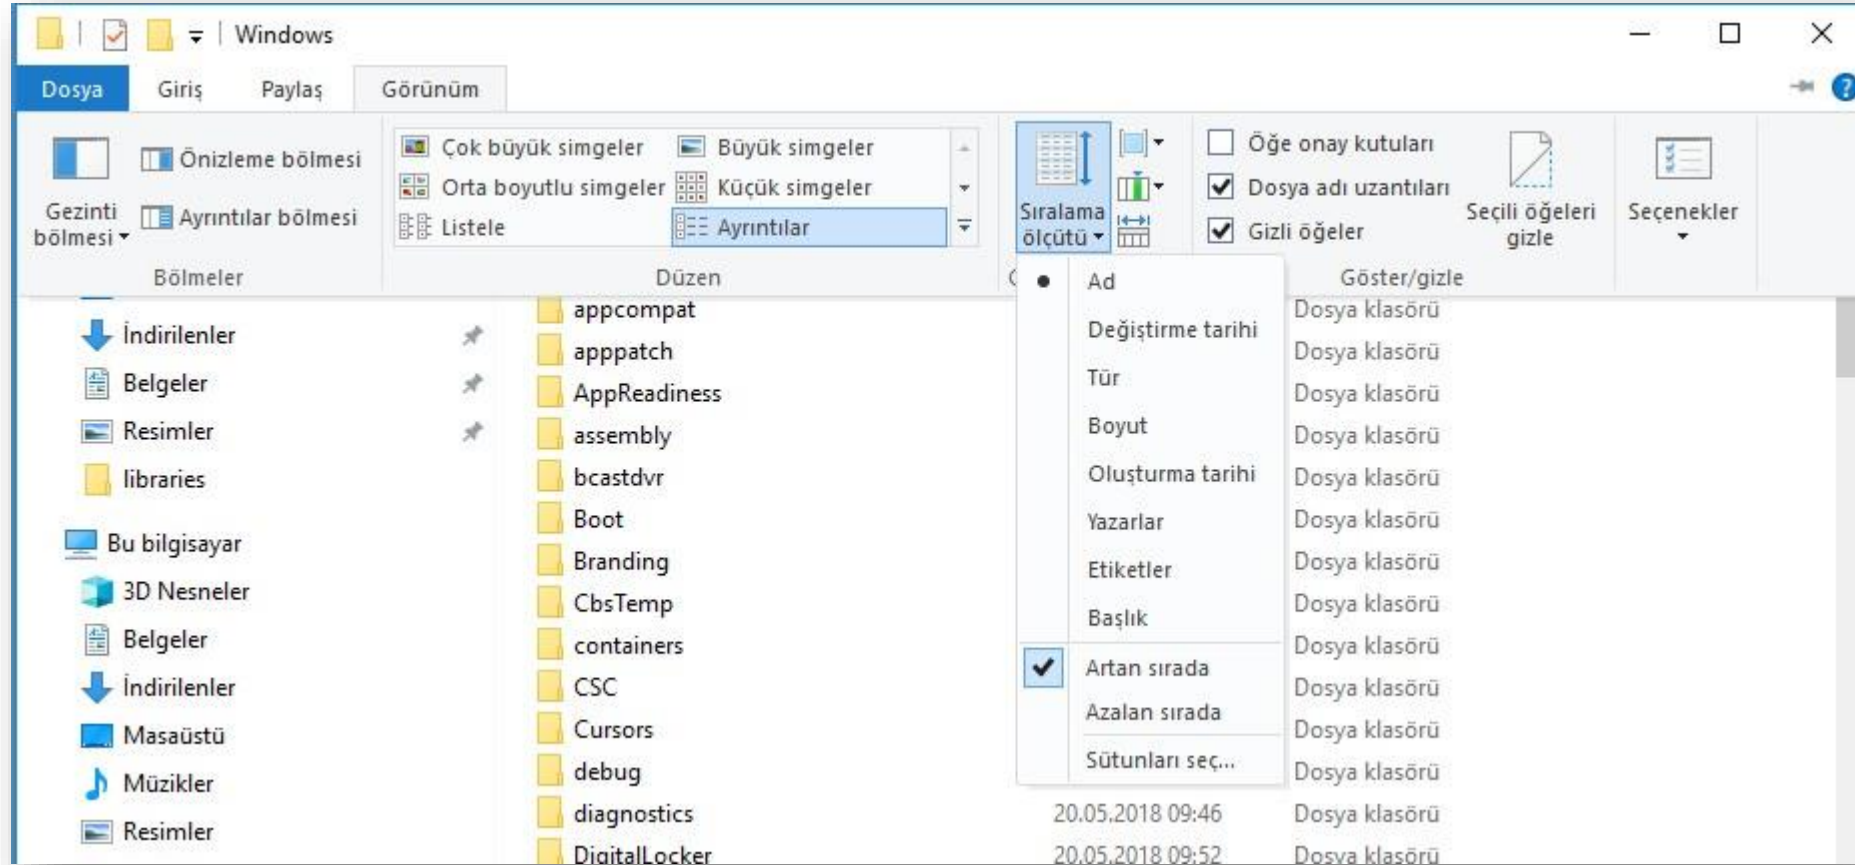 Windows
Dosya Giriş Paylaş Görünüm
Gezinti bölmesi
Önizleme bölmesi
Ayrıntılar bölmesi
Bölmeler
Çok büyük simgeler Büyük simgeler
Orta boyutlu simgeler Küçük simgeler
Listele Ayrıntılar
Düzen
Sıralama
ölçütü
Öğe onay kutuları
Dosya adı uzantıları
Gizli öğeler
Seçili öğeleri
gizle
Göster/gizle
Seçenekler
İndirilenler
Belgeler
Resimler
libraries
Bu bilgisayar
3D Nesneler
Belgeler
İndirilenler
Masaüstü
Müzikler
Resimler
Ad
Değiştirme tarihi
Tür
Boyut
Oluşturma tarihi
Yazarlar
Etiketler
Başlık
Artan sırada
Azalan sırada
Sütunları seç...
appcompat Dosya klasörü
apppatch Dosya klasörü
AppReadiness Dosya klasörü
assembly Dosya klasörü
bcastdvr Dosya klasörü
Boot Dosya klasörü
Branding Dosya klasörü
CbsTemp Dosya klasörü
containers Dosya klasörü
CSC Dosya klasörü
Cursors Dosya klasörü
debug Dosya klasörü
diagnostics 20.05.2018 09:46 Dosya klasörü
DigitalLocker 20.05.2018 09:52 Dosya klasörü